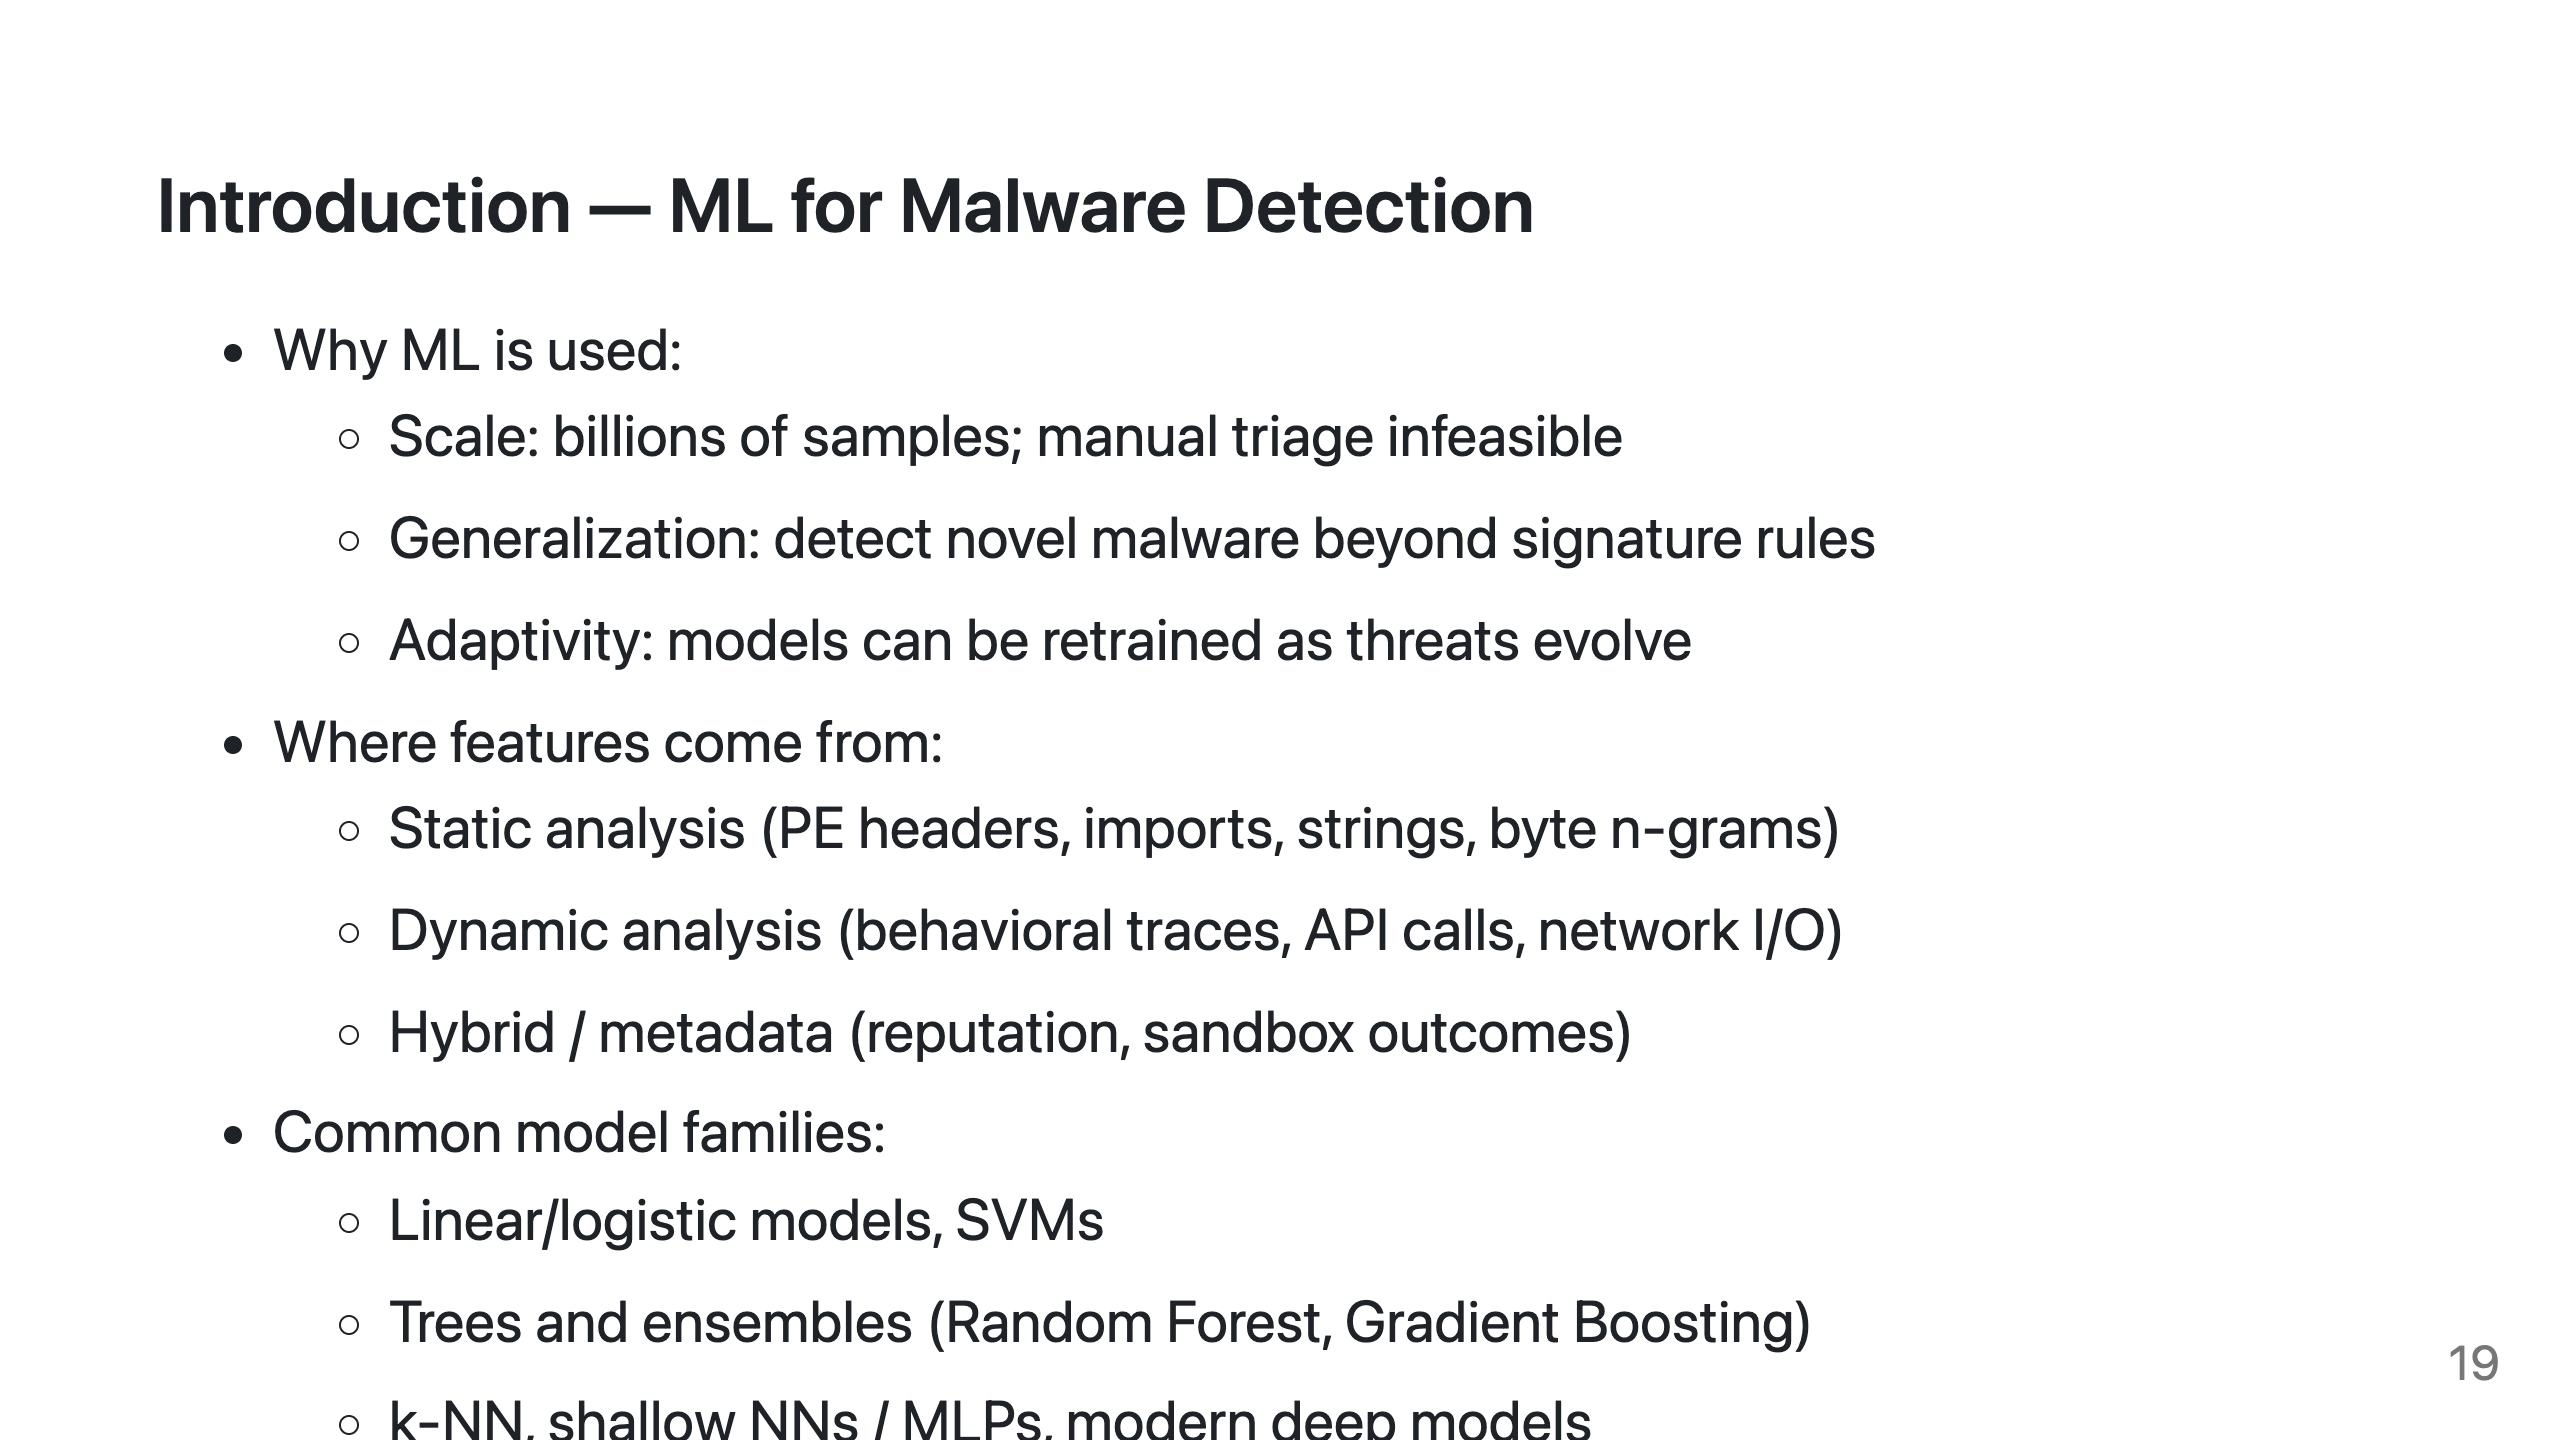 Introduction — ML for Malware Detection
• Why ML is used:
○ Scale: billions of samples; manual triage infeasible
○ Generalization: detect novel malware beyond signature rules
○ Adaptivity: models can be retrained as threats evolve
• Where features come from:
○ Static analysis (PE headers, imports, strings, byte n-grams)
○ Dynamic analysis (behavioral traces, API calls, network I/O)
○ Hybrid / metadata (reputation, sandbox outcomes)
• Common model families:
○ Linear/logistic models, SVMs
○ Trees and ensembles (Random Forest, Gradient Boosting)
○ k-NN, shallow NNs / MLPs, modern deep models
19